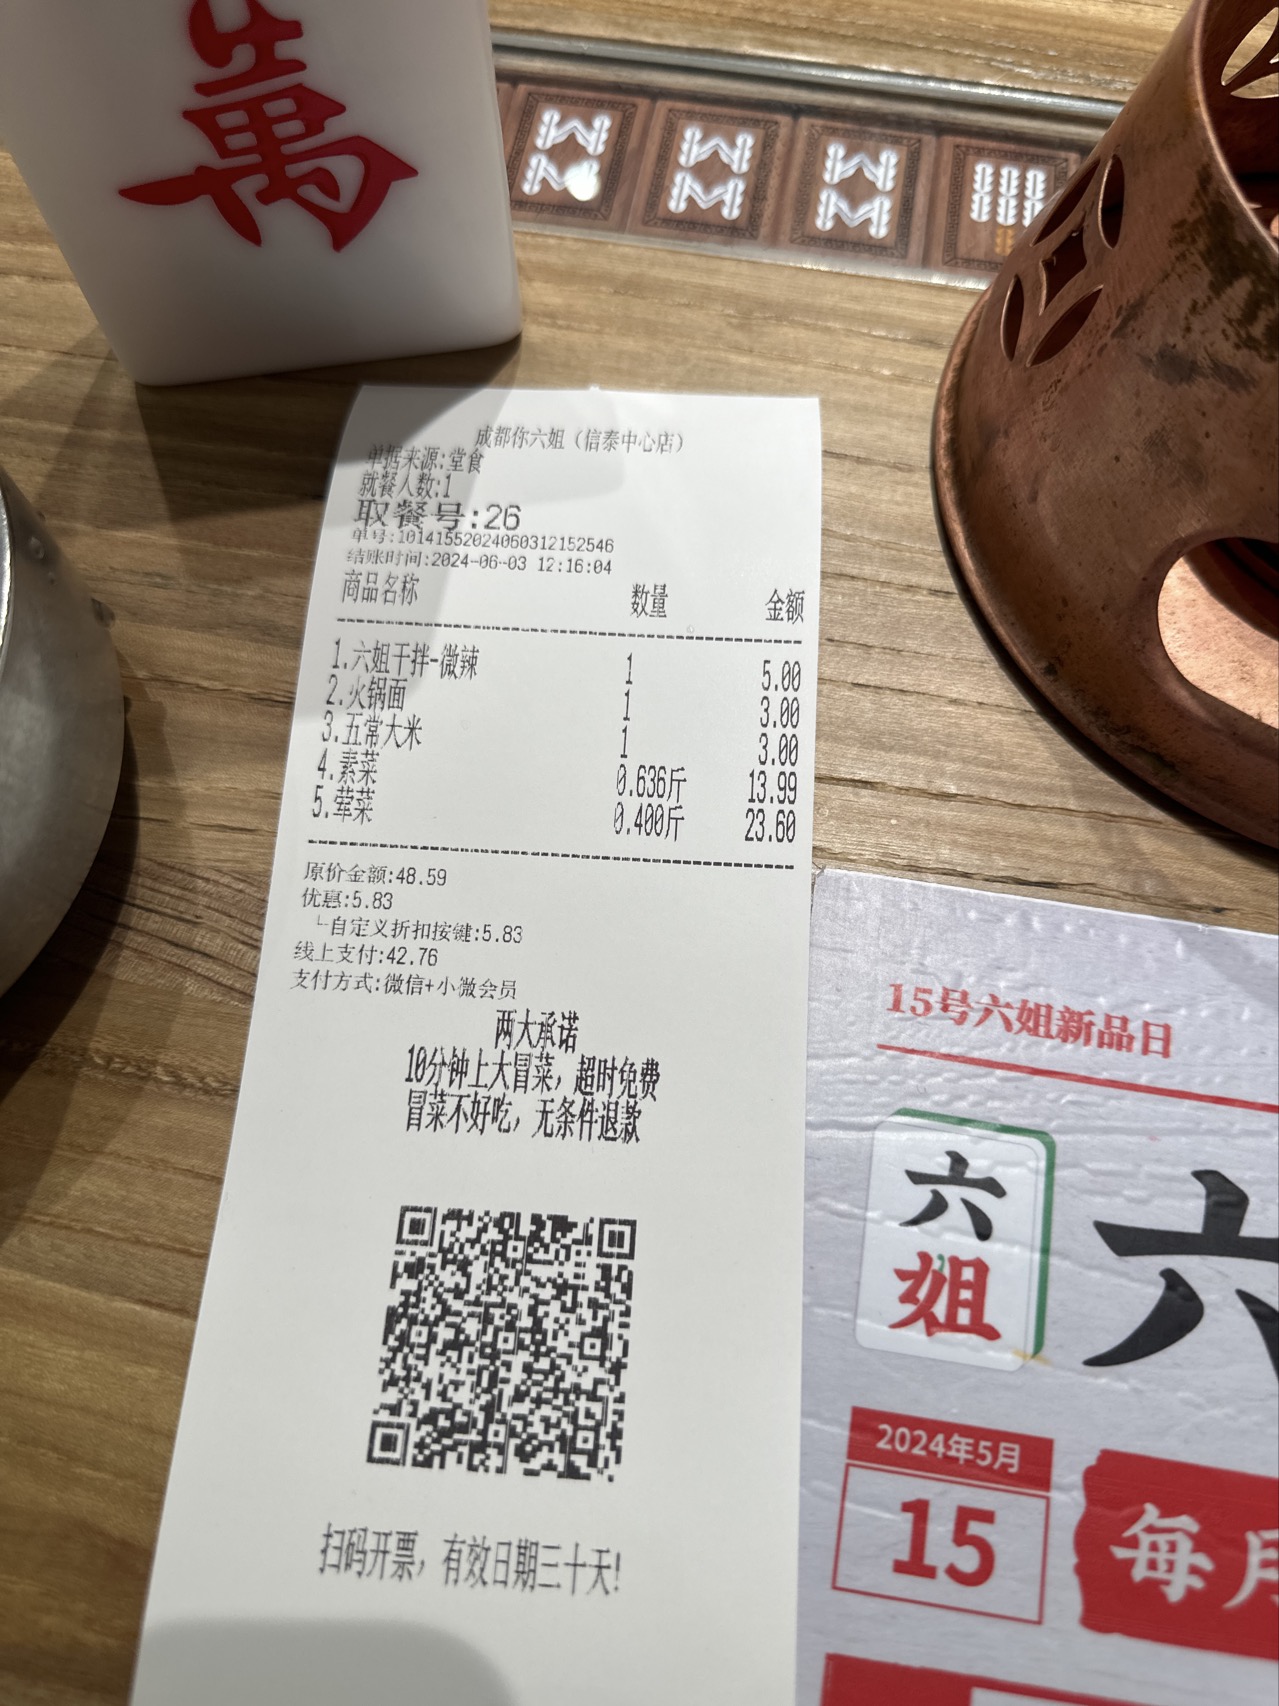 萬
成都你六姐（信泰中心店）
单据来源:堂食
就餐人数:1
取餐号:26
单号:10141552024060312152546
结账时间:2024-06-03 12:16:04
商品名称 数量 金额
1.六姐干拌-微辣 1 5.00
2.火锅面 1 3.00
3.五常大米 1 3.00
4.素菜 0.636斤 13.99
5.荤菜 0.400斤 23.60
原价金额:48.59
优惠:5.83
└自定义折扣按键:5.83
线上支付:42.76
支付方式:微信+小微会员
两大承诺
10分钟上大冒菜，超时免费
冒菜不好吃，无条件退款
扫码开票，有效日期三十天!
15号六姐新品日
六
姐
六
2024年5月
15
每月